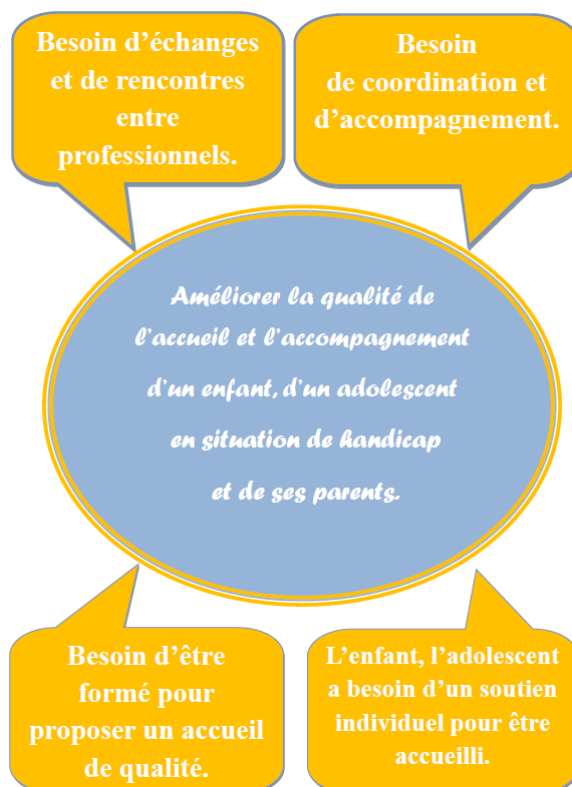 Besoin d’échanges
et de rencontres
entre
professionnels.
Besoin
de coordination et
d’accompagnement.
Améliorer la qualité de
l’accueil et l’accompagnement
d’un enfant, d’un adolescent
en situation de handicap
et de ses parents.
Besoin d’être
formé pour
proposer un accueil
de qualité.
L’enfant, l’adolescent
a besoin d’un soutien
individuel pour être
accueilli.